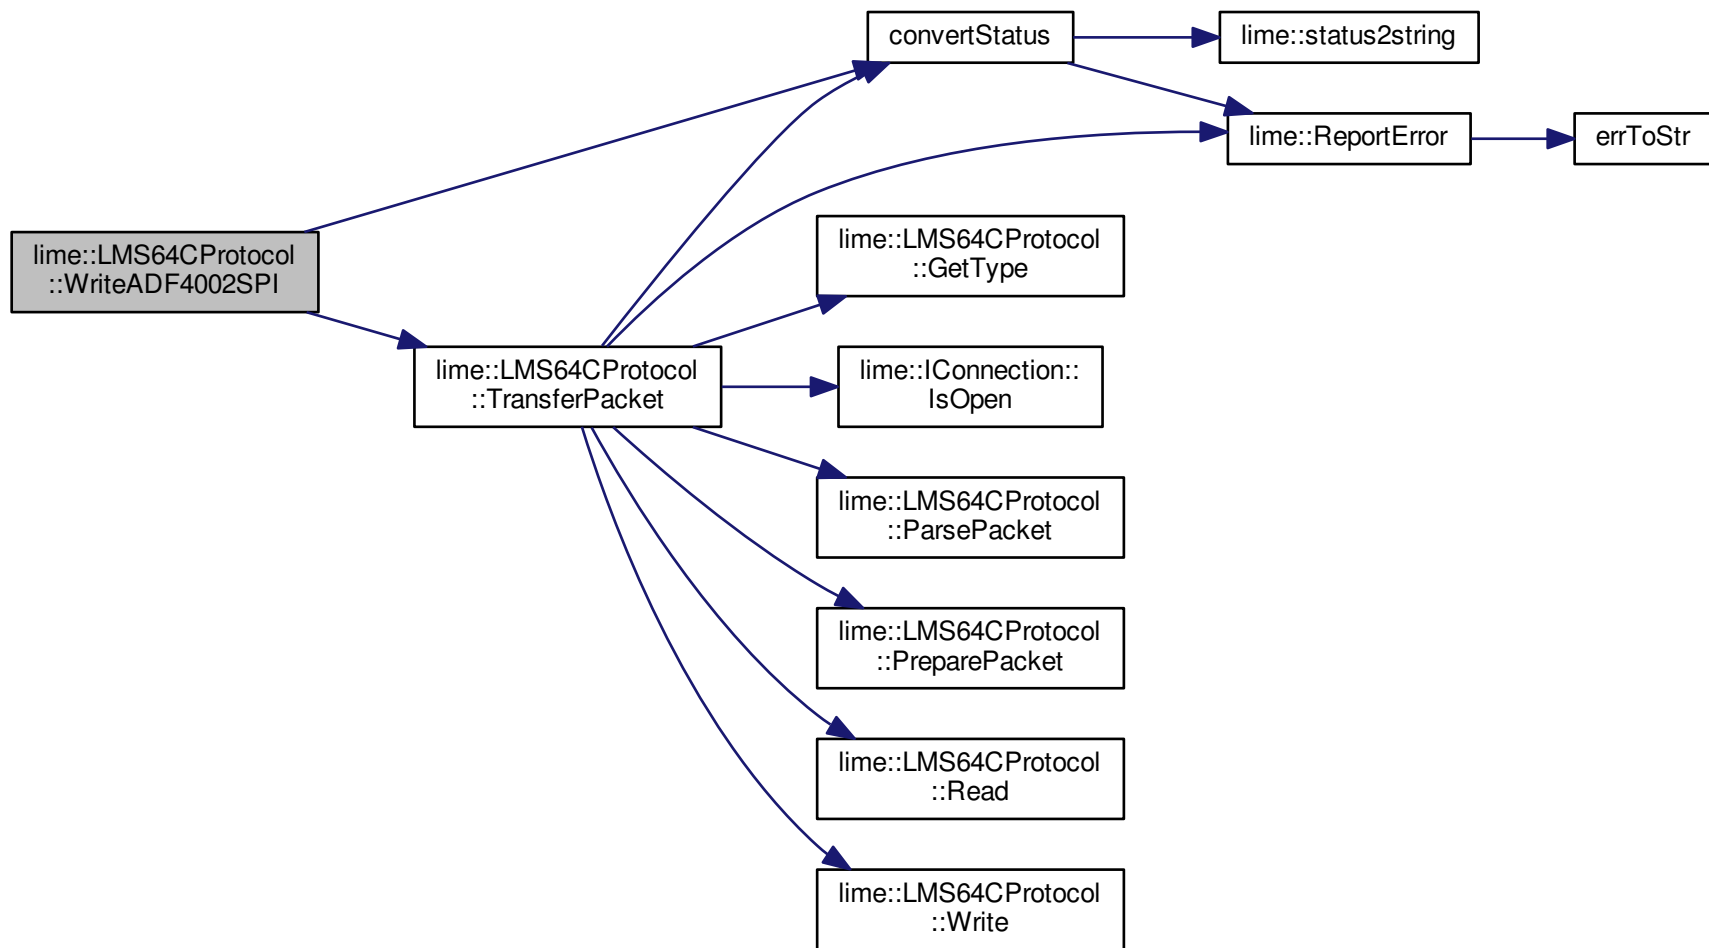 convertStatus
lime::status2string
lime::ReportError
errToStr
lime::LMS64CProtocol
::WriteADF4002SPI
lime::LMS64CProtocol
::GetType
lime::LMS64CProtocol
::TransferPacket
lime::IConnection::
IsOpen
lime::LMS64CProtocol
::ParsePacket
lime::LMS64CProtocol
::PreparePacket
lime::LMS64CProtocol
::Read
lime::LMS64CProtocol
::Write